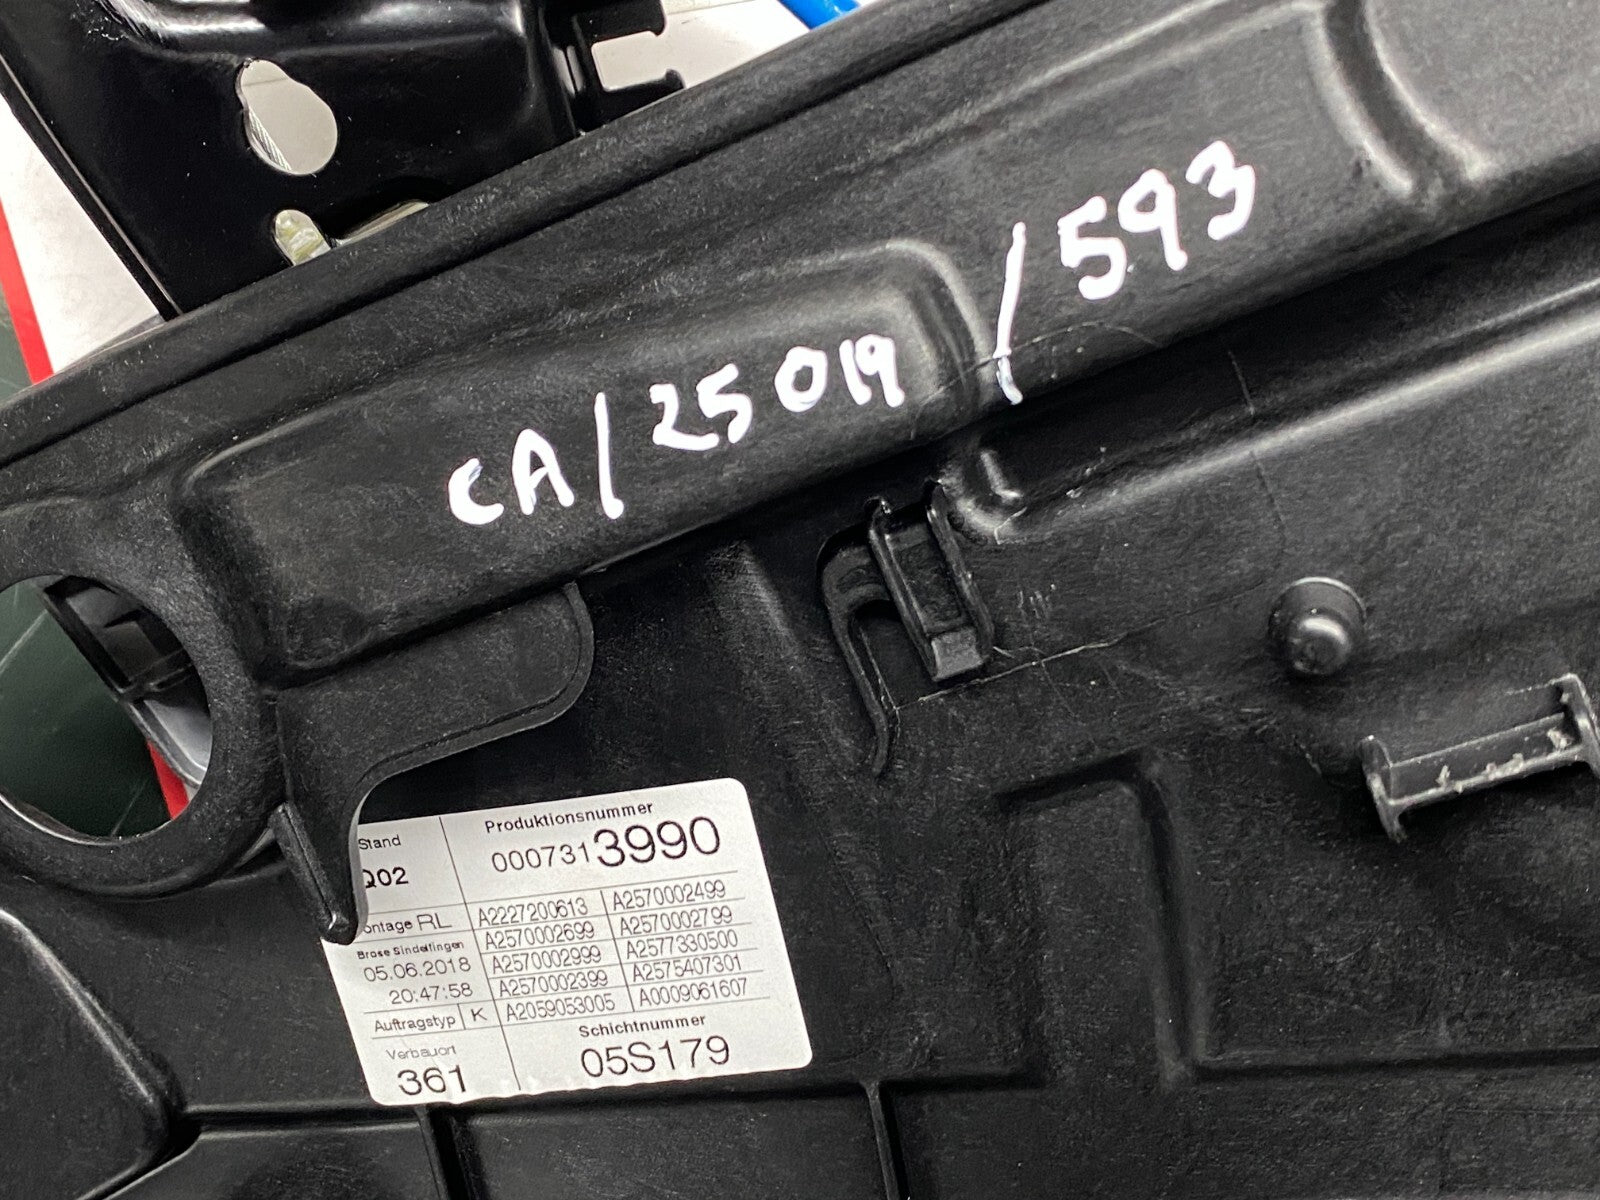 CA/25019/593
Stand
Produktionsnummer
Q02
0007313990
ontage RL
A2227200613 A2570002499
Brose Sindelfingen
A2570002699 A2570002799
05.06.2018
A2570002999 A2577330500
20:47:58
A2570002399 A2575407301
Auftragstyp K
A2059053005 A0009061607
Verbauort
Schichtnummer
361
05S179